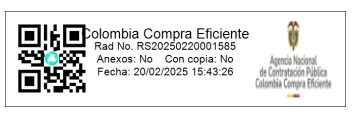 Colombia Compra Eficiente
Rad No. RS20250220001585
Anexos: No Con copia: No
Fecha: 20/02/2025 15:43:26
Agencia Nacional
de Contratación Pública
Colombia Compra Eficiente